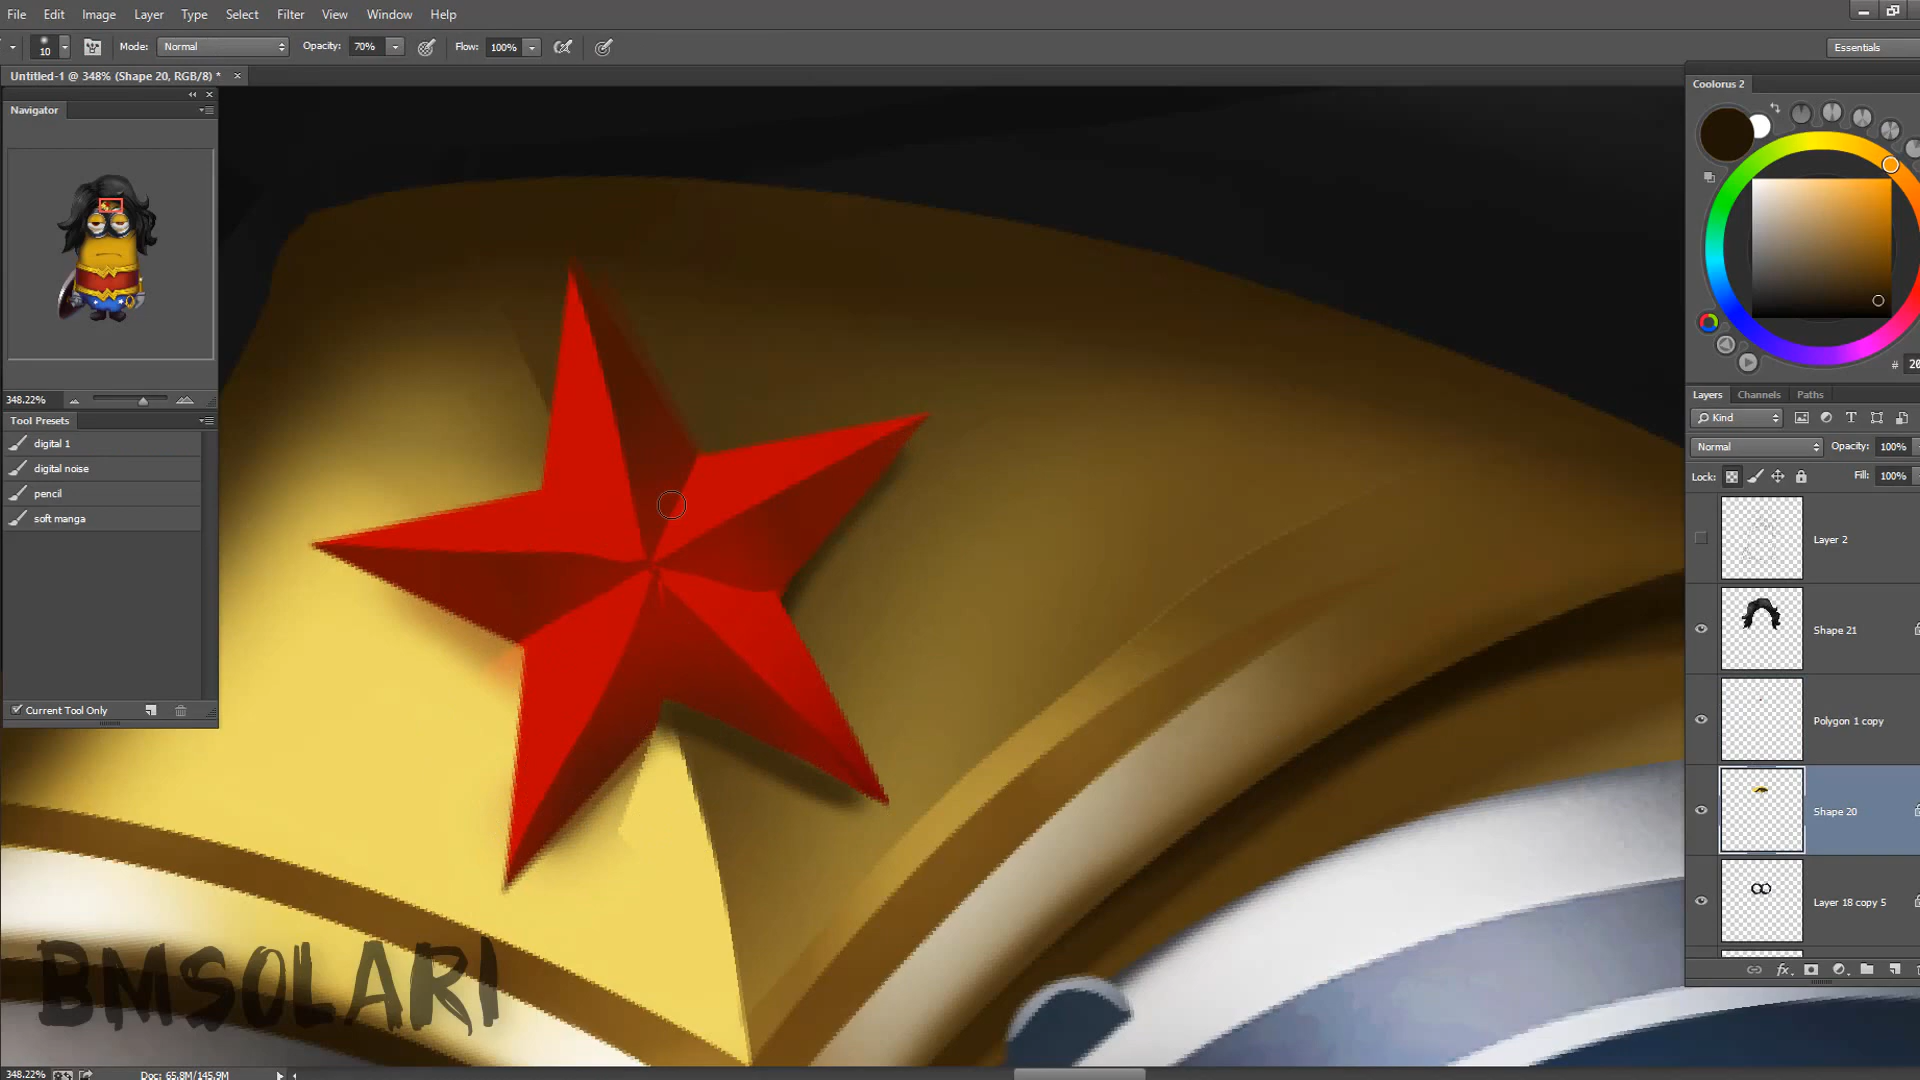 File Edit Image Layer Type Select Filter View Window Help
10 Mode: Normal Opacity: 70% Flow: 100% Essentials
Untitled-1 @ 348% (Shape 20, RGB/8) * ×
Navigator
348.22%
Tool Presets
digital 1
digital noise
pencil
soft manga
Current Tool Only
Coolorus 2
# 20
Layers Channels Paths
Kind
Normal Opacity: 100%
Lock: Fill: 100%
Layer 2
Shape 21
Polygon 1 copy
Shape 20
Layer 18 copy 5
fx
BMSOLARI
348.22% Doc: 65.8M/145.9M